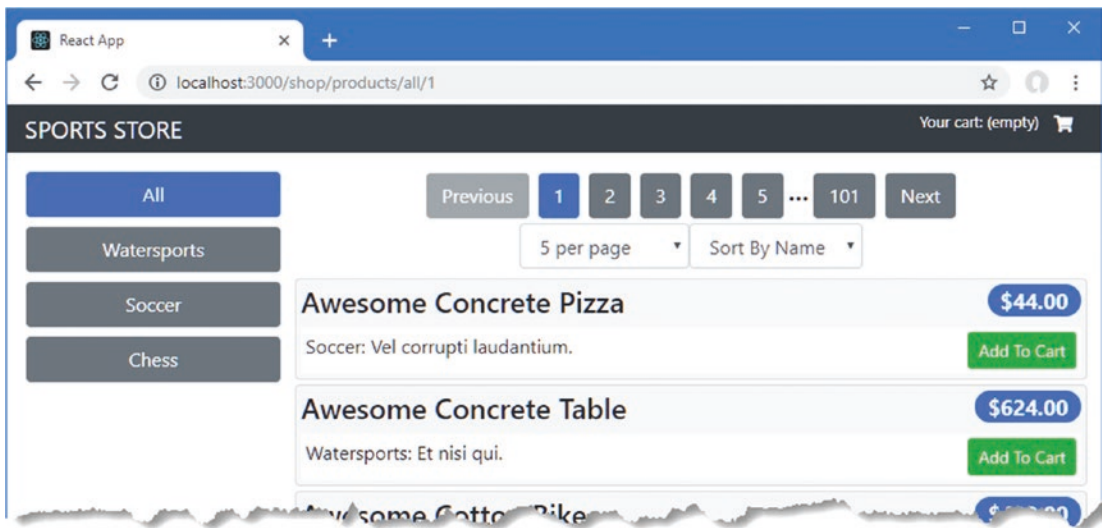 React App
localhost:3000/shop/products/all/1
SPORTS STORE
Your cart: (empty)
All
Watersports
Soccer
Chess
Previous 1 2 3 4 5 ... 101 Next
5 per page Sort By Name
Awesome Concrete Pizza $44.00
Soccer: Vel corrupti laudantium. Add To Cart
Awesome Concrete Table $624.00
Watersports: Et nisi qui. Add To Cart